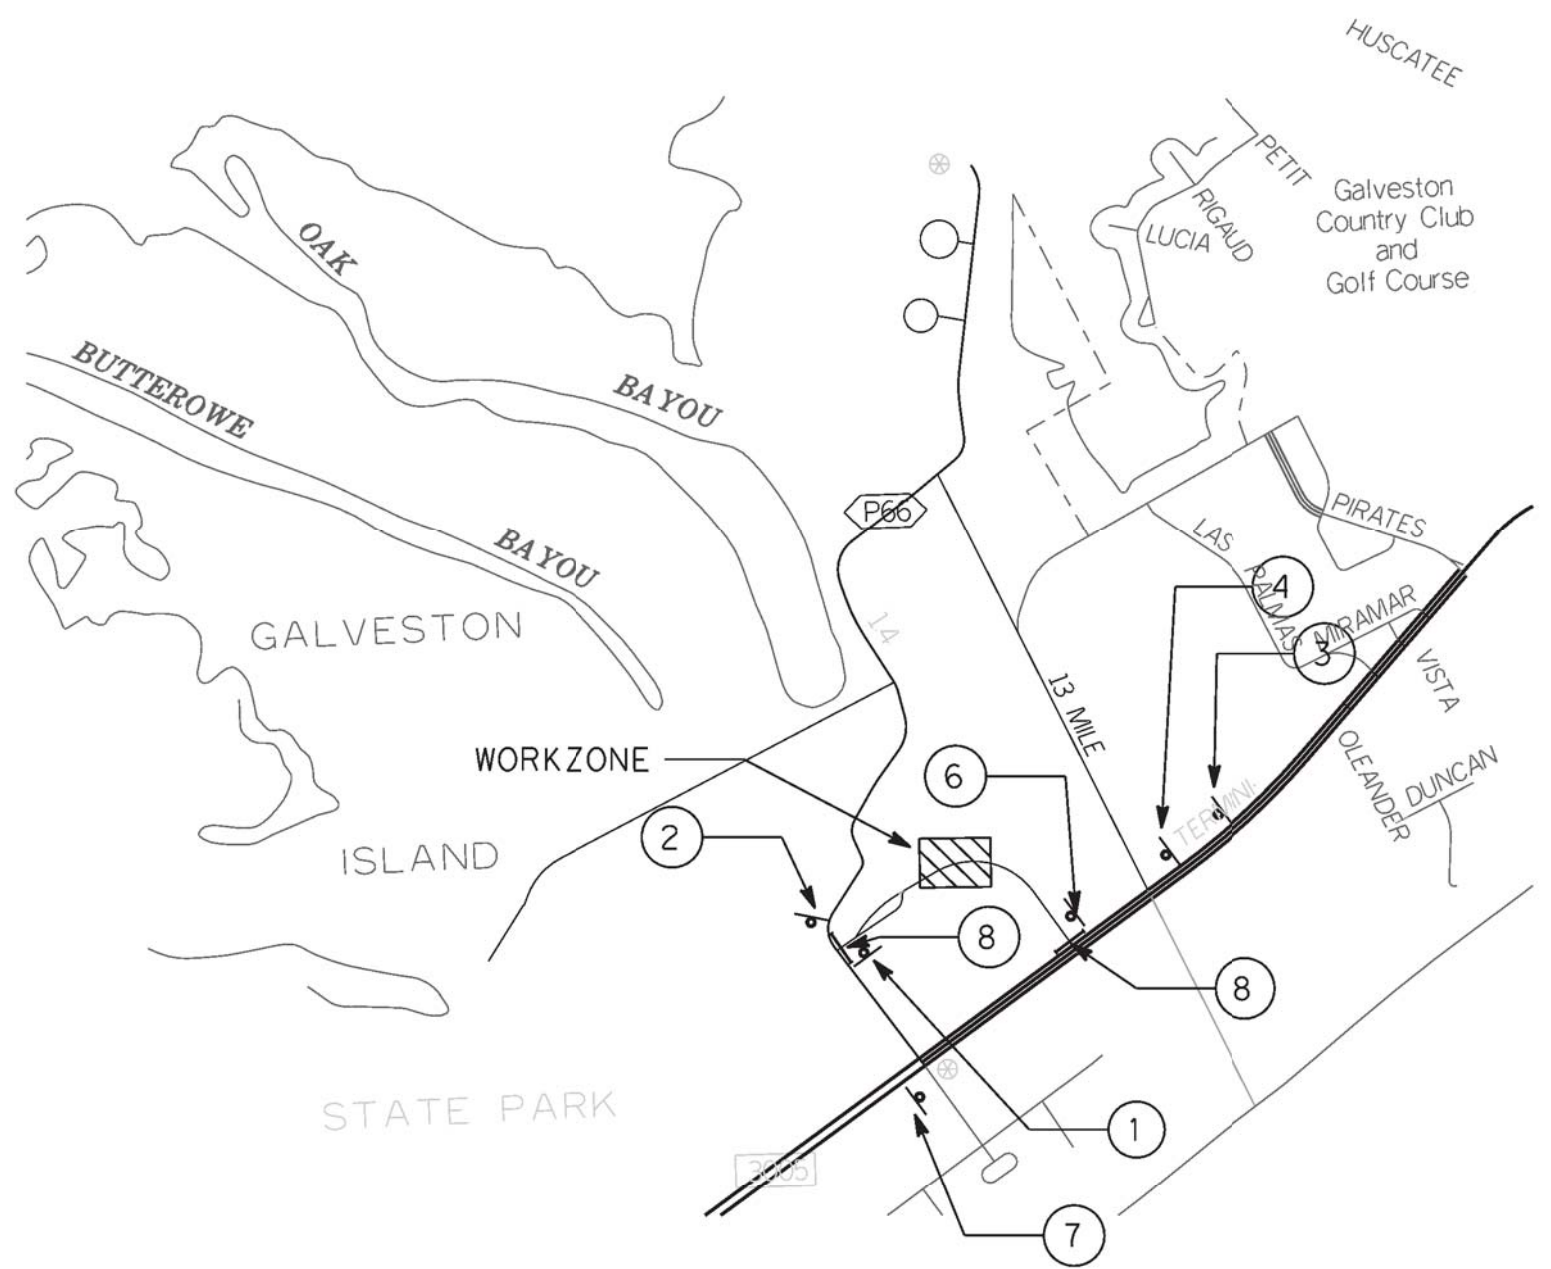 HUSCATEE
PETIT
RIGAUD
LUCIA
Galveston
Country Club
and
Golf Course
OAK
BAYOU
BUTTEROWE
BAYOU
P66
PIRATES
LAS
PALMAS
4
MIRAMAR
3
VISTA
14
GALVESTON
13 MILE
OLEANDER
DUNCAN
WORKZONE
6
TERMINI
2
ISLAND
8
8
STATE PARK
1
3005
7